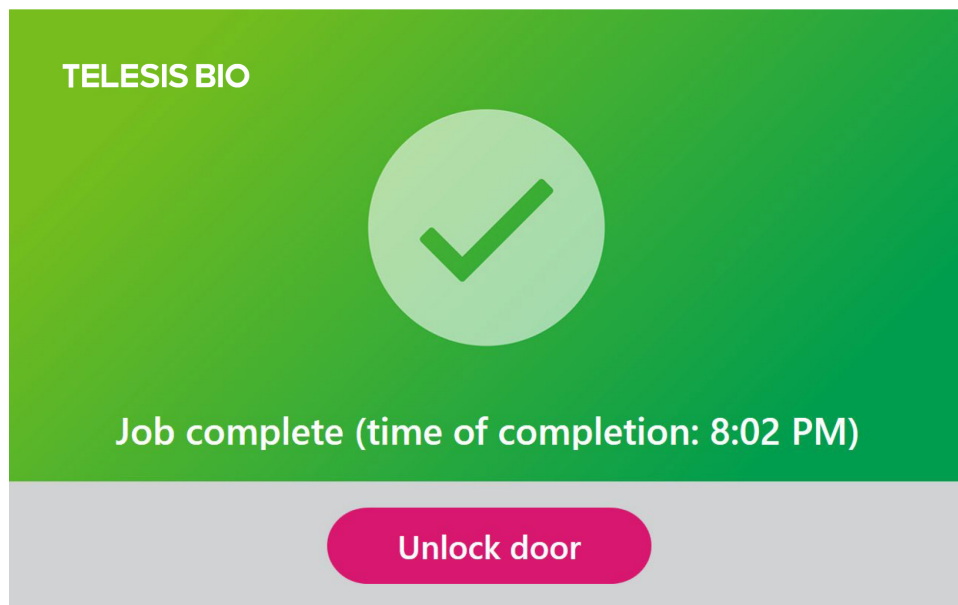 TELESIS BIO
Job complete (time of completion: 8:02 PM)
Unlock door